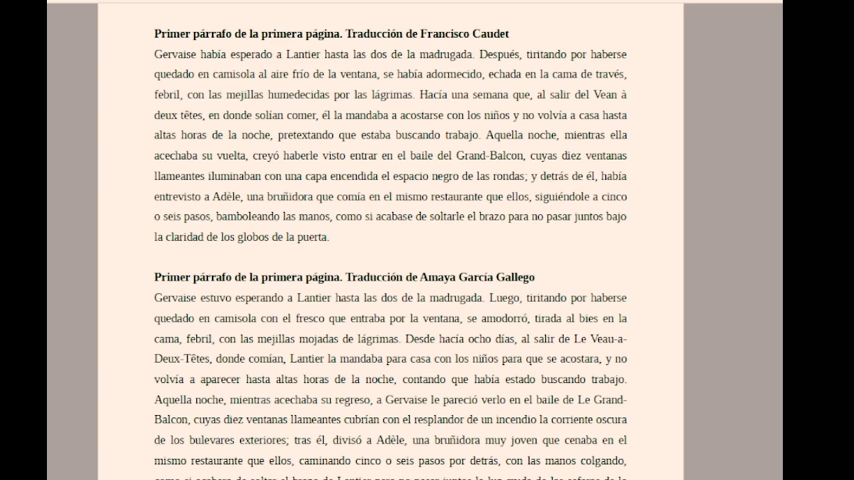 Primer párrafo de la primera página. Traducción de Francisco Caudet
Gervaise había esperado a Lantier hasta las dos de la madrugada. Después, tiritando por haberse
quedado en camisola al aire frío de la ventana, se había adormecido, echada en la cama de través,
febril, con las mejillas humedecidas por las lágrimas. Hacía una semana que, al salir del Vean à
deux têtes, en donde solían comer, él la mandaba a acostarse con los niños y no volvía a casa hasta
altas horas de la noche, pretextando que estaba buscando trabajo. Aquella noche, mientras ella
acechaba su vuelta, creyó haberle visto entrar en el baile del Grand-Balcon, cuyas diez ventanas
llameantes iluminaban con una capa encendida el espacio negro de las rondas; y detrás de él, había
entrevisto a Adèle, una bruñidora que comía en el mismo restaurante que ellos, siguiéndole a cinco
o seis pasos, bamboleando las manos, como si acabase de soltarle el brazo para no pasar juntos bajo
la claridad de los globos de la puerta.
Primer párrafo de la primera página. Traducción de Amaya García Gallego
Gervaise estuvo esperando a Lantier hasta las dos de la madrugada. Luego, tiritando por haberse
quedado en camisola con el fresco que entraba por la ventana, se amodorró, tirada al bies en la
cama, febril, con las mejillas mojadas de lágrimas. Desde hacía ocho días, al salir de Le Veau-a-
Deux-Têtes, donde comían, Lantier la mandaba para casa con los niños para que se acostara, y no
volvía a aparecer hasta altas horas de la noche, contando que había estado buscando trabajo.
Aquella noche, mientras acechaba su regreso, a Gervaise le pareció verlo en el baile de Le Grand-
Balcon, cuyas diez ventanas llameantes cubrían con el resplandor de un incendio la corriente oscura
de los bulevares exteriores; tras él, divisó a Adèle, una bruñidora muy joven que cenaba en el
mismo restaurante que ellos, caminando cinco o seis pasos por detrás, con las manos colgando,